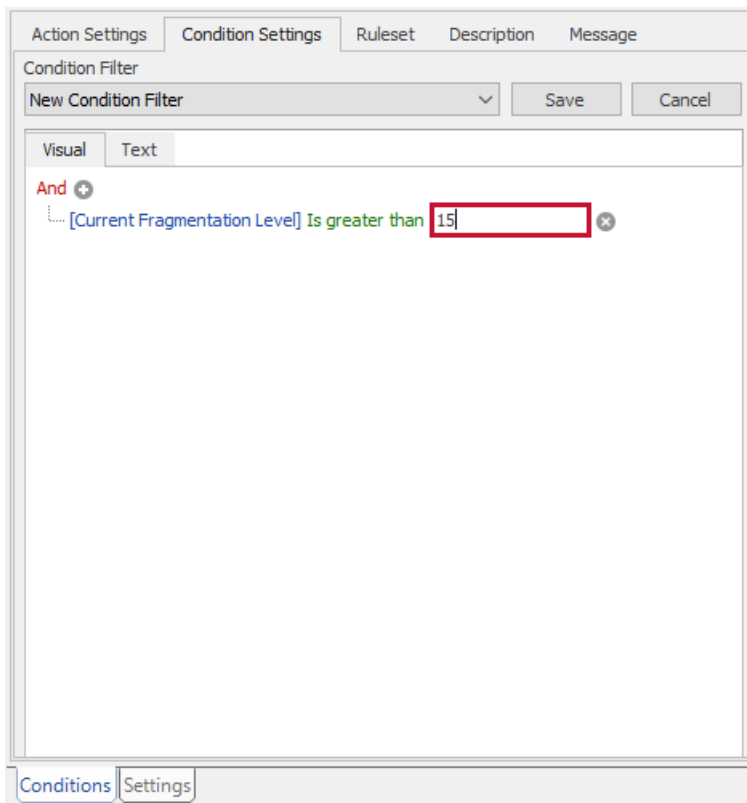 Action Settings Condition Settings Ruleset Description Message
Condition Filter
New Condition Filter Save Cancel
Visual Text
And
[Current Fragmentation Level] Is greater than 15
Conditions Settings